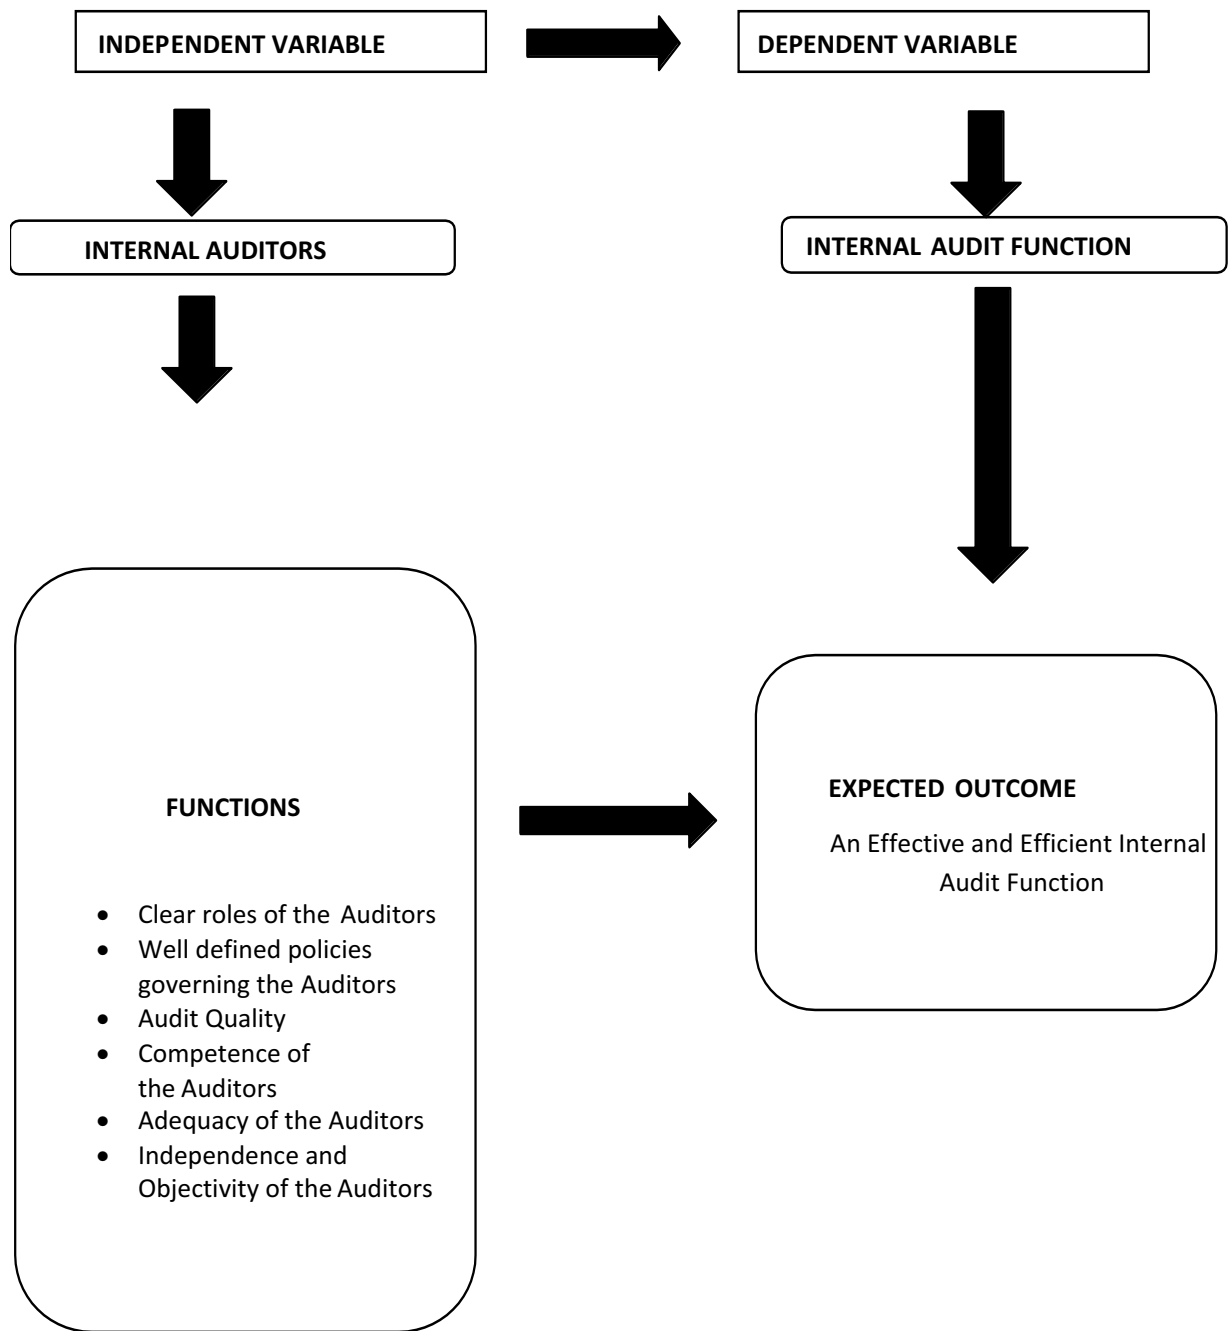 INDEPENDENT VARIABLE
DEPENDENT VARIABLE
INTERNAL AUDITORS
INTERNAL AUDIT FUNCTION
FUNCTIONS
• Clear roles of the Auditors
• Well defined policies
governing the Auditors
• Audit Quality
• Competence of
the Auditors
• Adequacy of the Auditors
• Independence and
Objectivity of the Auditors
EXPECTED OUTCOME
An Effective and Efficient Internal
Audit Function